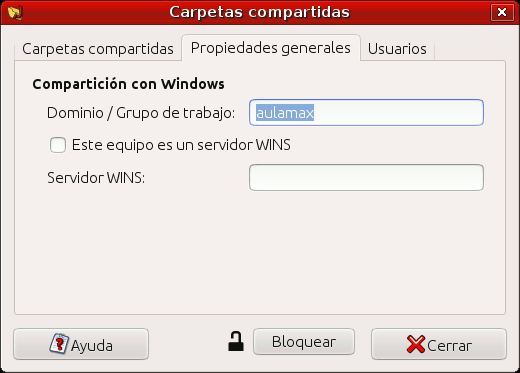 Carpetas compartidas
Carpetas compartidas Propiedades generales Usuarios
Compartición con Windows
Dominio / Grupo de trabajo: aulamax
Este equipo es un servidor WINS
Servidor WINS:
Ayuda Bloquear Cerrar